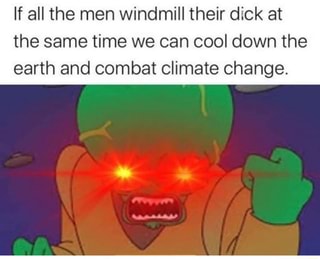 If all the men windmill their dick at
the same time we can cool down the
earth and combat climate change.